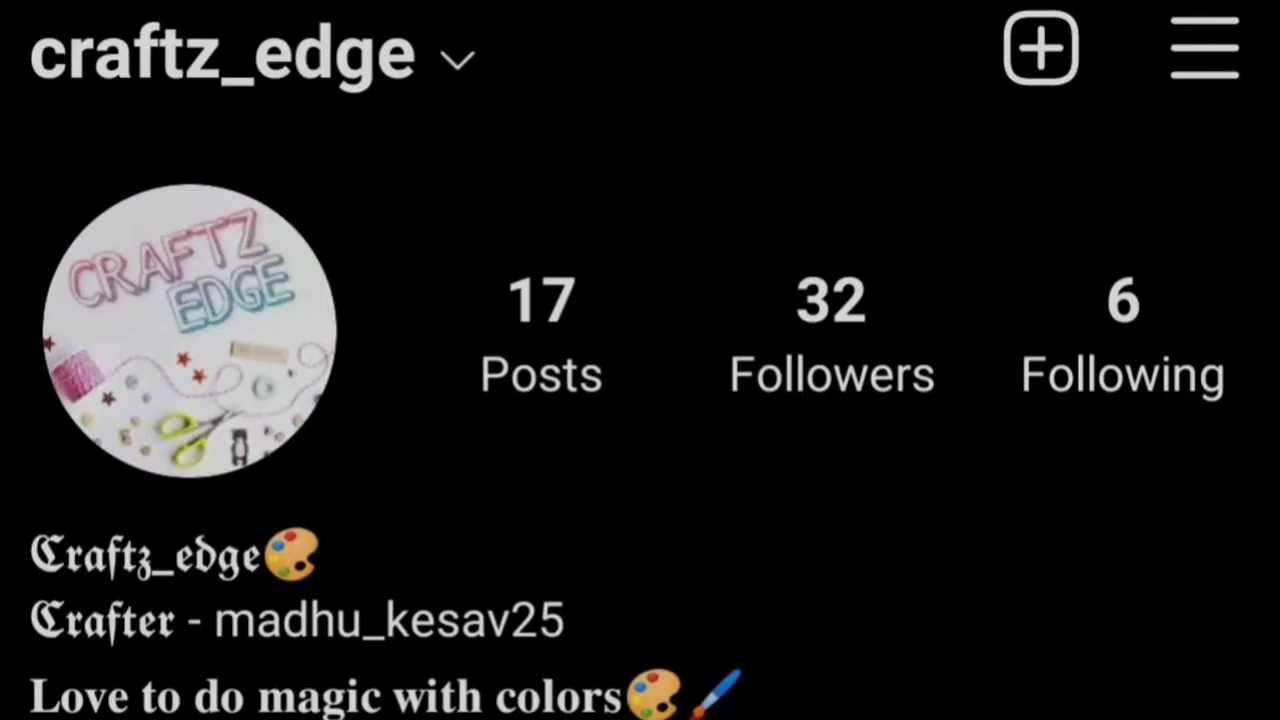 craftz_edge
CRAFTZ
EDGE
17 32 6
Posts Followers Following
ℭ𝔯𝔞𝔣𝔱𝔷_𝔢𝔡𝔤𝔢🎨
ℭ𝔯𝔞𝔣𝔱𝔢𝔯 - madhu_kesav25
𝐋𝐨𝐯𝐞 𝐭𝐨 𝐝𝐨 𝐦𝐚𝐠𝐢𝐜 𝐰𝐢𝐭𝐡 𝐜𝐨𝐥𝐨𝐫𝐬🎨🖌️